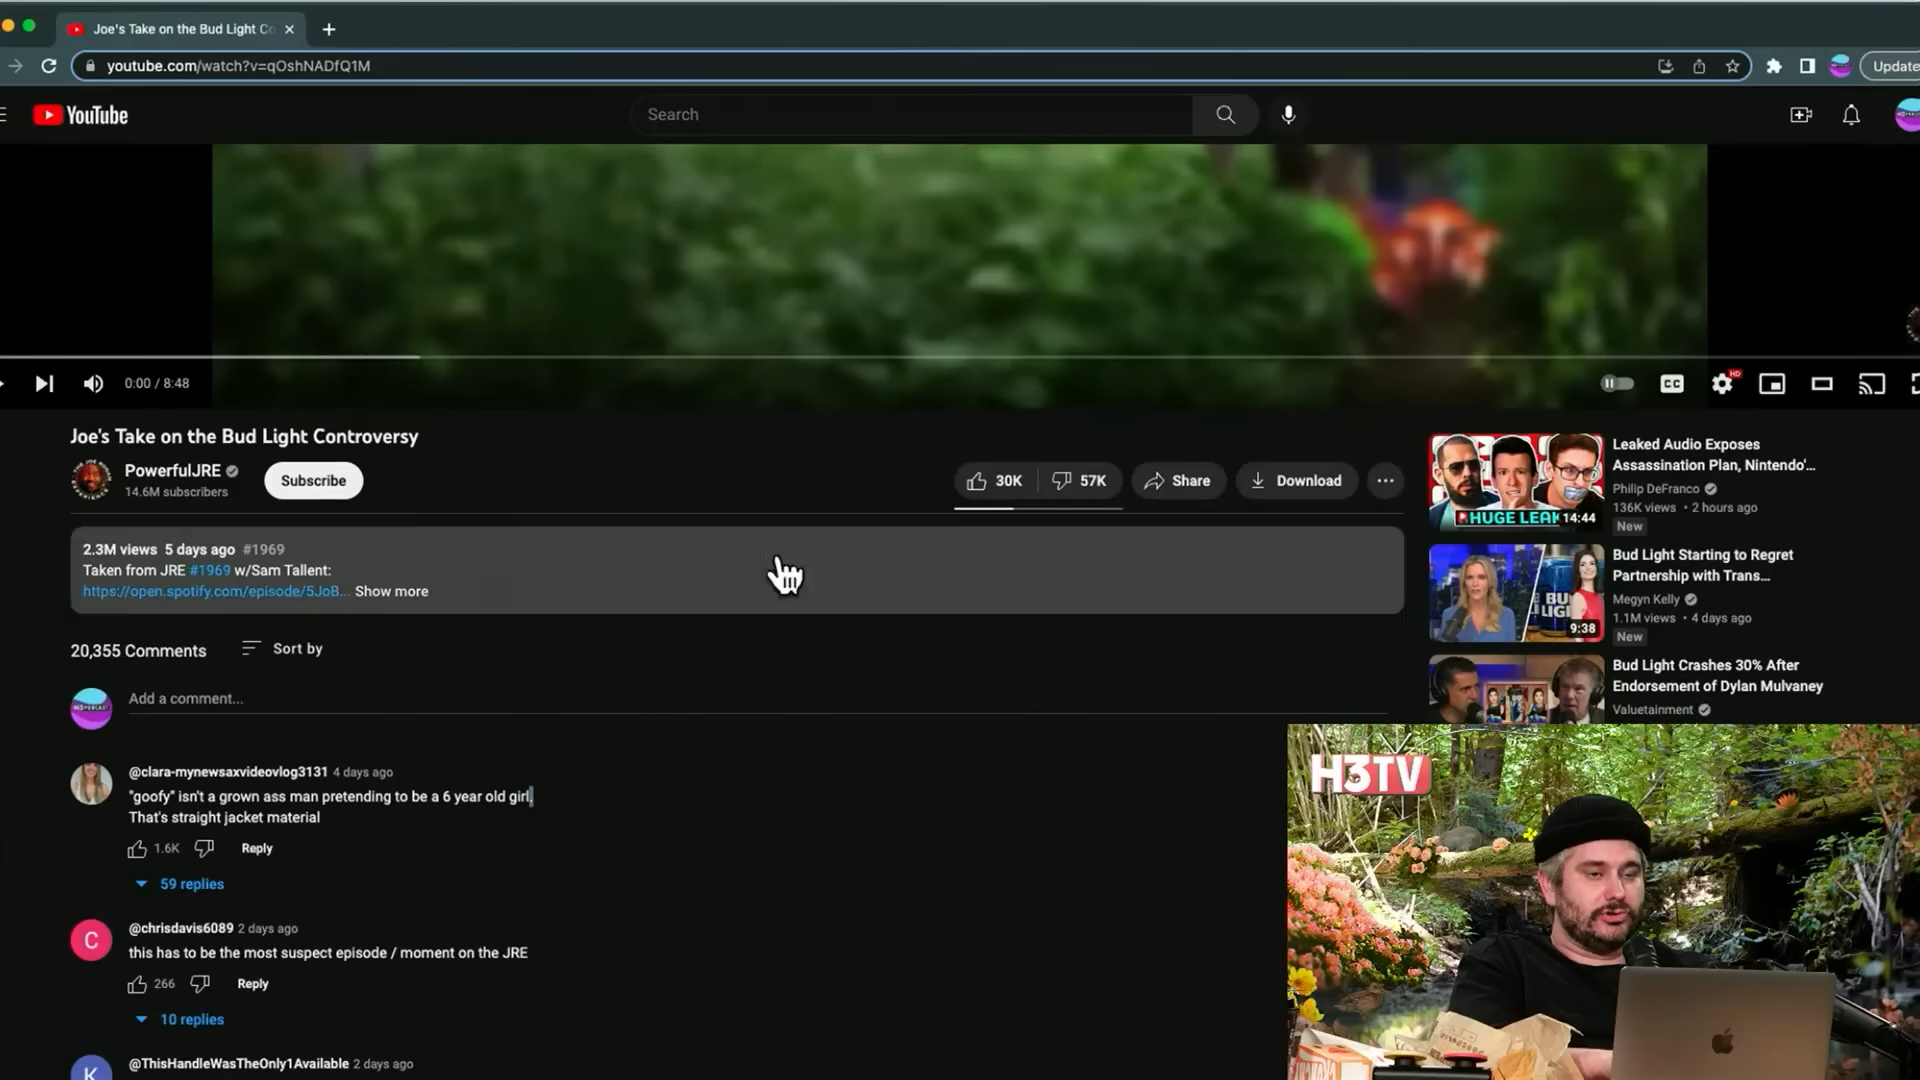 Joe's Take on the Bud Light Co
youtube.com/watch?v=qOshNADfQ1M
Update
YouTube
Search
0:00 / 8:48
CC
HD
Joe's Take on the Bud Light Controversy
PowerfulJRE
14.6M subscribers
Subscribe
30K
57K
Share
Download
2.3M views 5 days ago #1969
Taken from JRE #1969 w/Sam Tallent:
https://open.spotify.com/episode/5JoB... Show more
20,355 Comments
Sort by
H3 PODCAST
Add a comment...
@clara-mynewsaxvideovlog3131 4 days ago
"goofy" isn't a grown ass man pretending to be a 6 year old girl.
That's straight jacket material
1.6K
Reply
59 replies
C
@chrisdavis6089 2 days ago
this has to be the most suspect episode / moment on the JRE
266
Reply
10 replies
K
@ThisHandleWasTheOnly1Available 2 days ago
HUGE LEAK
14:44
Leaked Audio Exposes
Assassination Plan, Nintendo'...
Philip DeFranco
136K views • 2 hours ago
New
BU
LIG
9:38
Bud Light Starting to Regret
Partnership with Trans...
Megyn Kelly
1.1M views • 4 days ago
New
Bud Light Crashes 30% After
Endorsement of Dylan Mulvaney
Valuetainment
H3TV